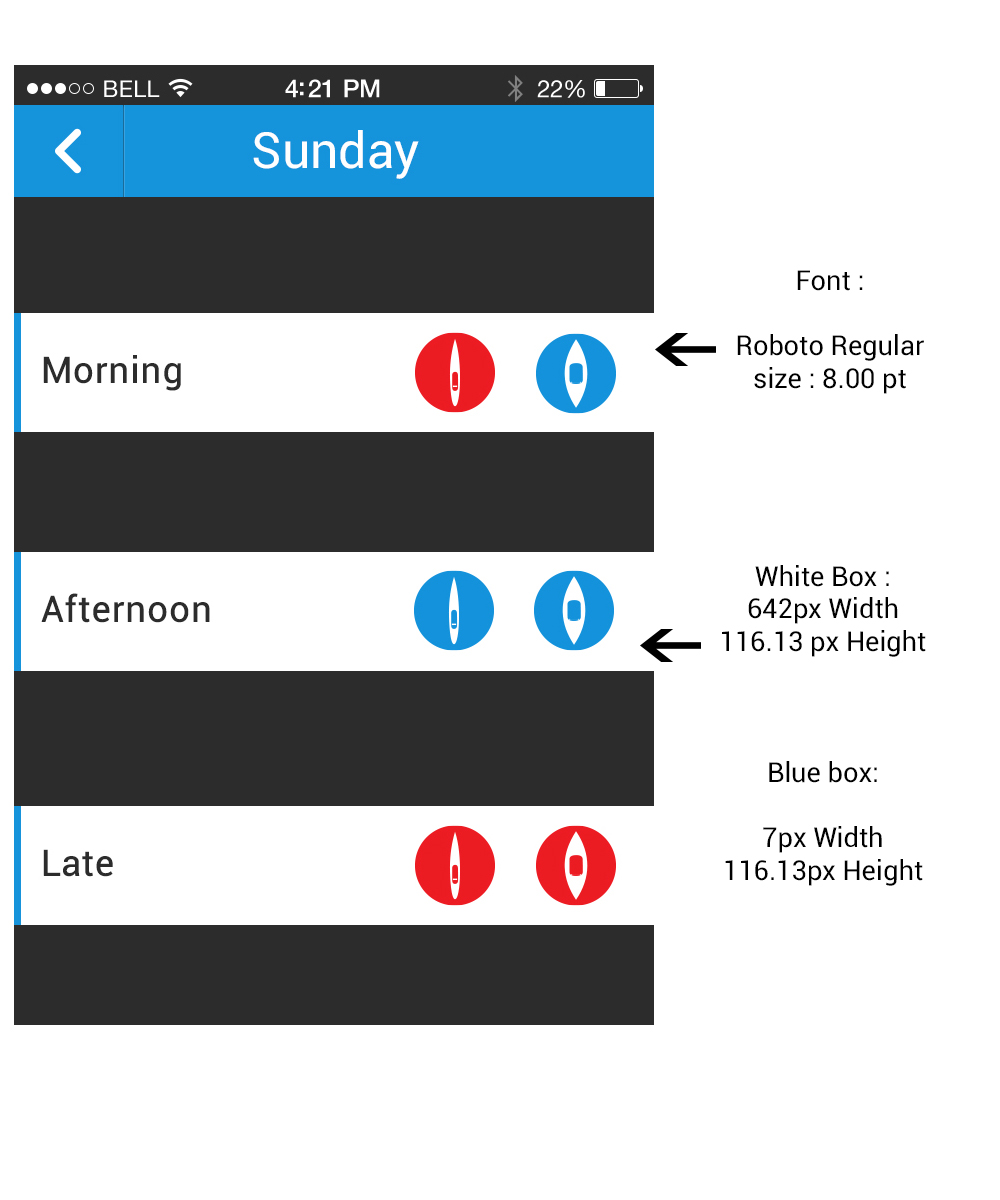 BELL 4:21 PM 22%
Sunday
Font :
Morning
Roboto Regular
size : 8.00 pt
Afternoon
White Box :
642px Width
116.13 px Height
Blue box:
7px Width
116.13px Height
Late